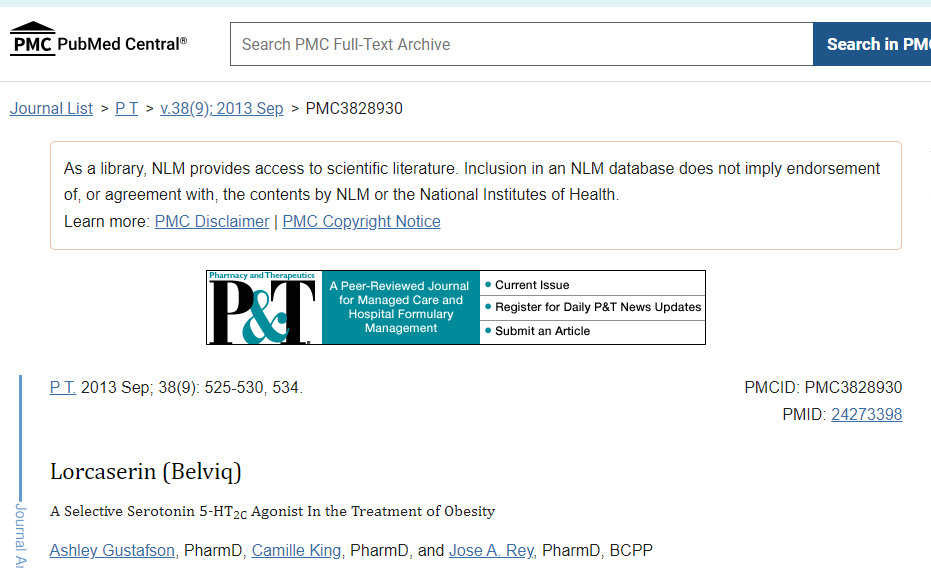 PMC PubMed Central®
Search PMC Full-Text Archive
Search in PM
Journal List > P T > v.38(9); 2013 Sep > PMC3828930
As a library, NLM provides access to scientific literature. Inclusion in an NLM database does not imply endorsement
of, or agreement with, the contents by NLM or the National Institutes of Health.
Learn more: PMC Disclaimer | PMC Copyright Notice
Pharmacy and Therapeutics
P&T
A Peer-Reviewed Journal
for Managed Care and
Hospital Formulary
Management
• Current Issue
• Register for Daily P&T News Updates
• Submit an Article
P T. 2013 Sep; 38(9): 525-530, 534.
PMCID: PMC3828930
PMID: 24273398
Lorcaserin (Belviq)
A Selective Serotonin 5-HT2C Agonist In the Treatment of Obesity
Ashley Gustafson, PharmD, Camille King, PharmD, and Jose A. Rey, PharmD, BCPP
Journal A